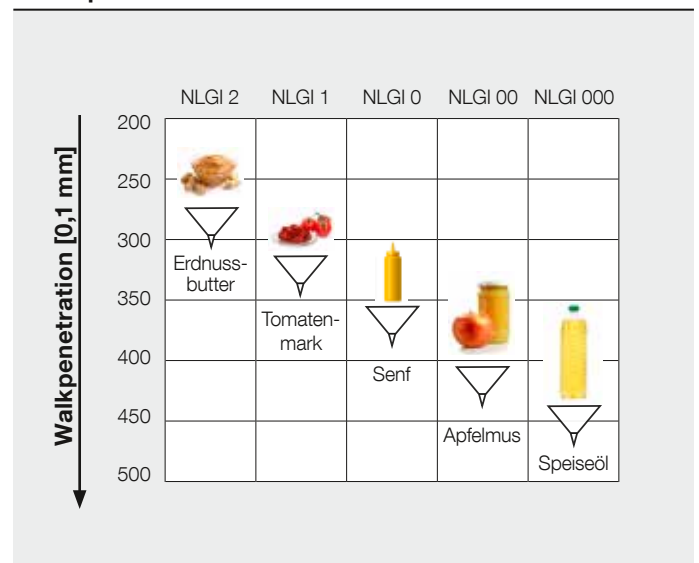 NLGI 2 NLGI 1 NLGI 0 NLGI 00 NLGI 000
Walkpenetration [0,1 mm]
200
250
300
350
400
450
500
Erdnuss-
butter
Tomaten-
mark
Senf
Apfelmus
Speiseöl